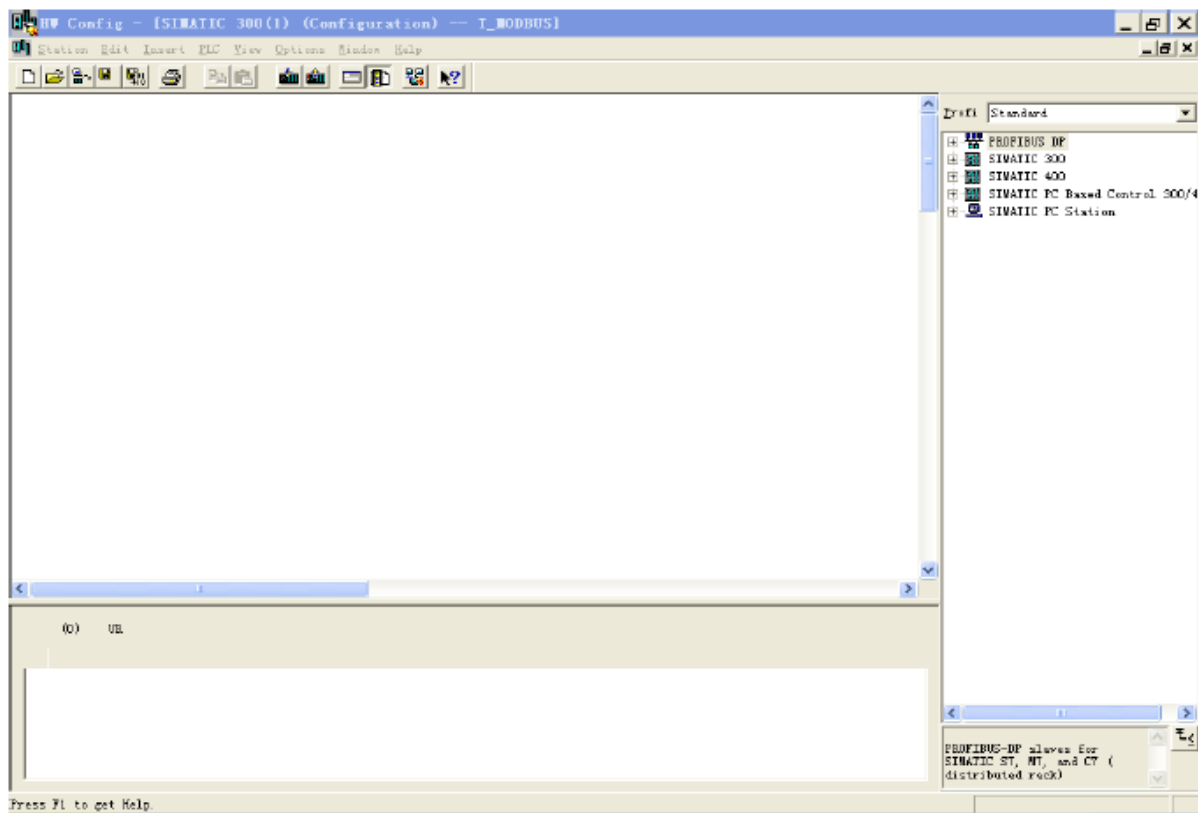 HW Config - [SIMATIC 300(1) (Configuration) -- T_MODBUS]
Station Edit Insert PLC View Options Window Help
Profi Standard
PROFIBUS DP
SIMATIC 300
SIMATIC 400
SIMATIC PC Based Control 300/4
SIMATIC PC Station
(0) UR
PROFIBUS-DP slaves for
SIMATIC S7, M7, and C7 (
distributed rack)
Press F1 to get Help.